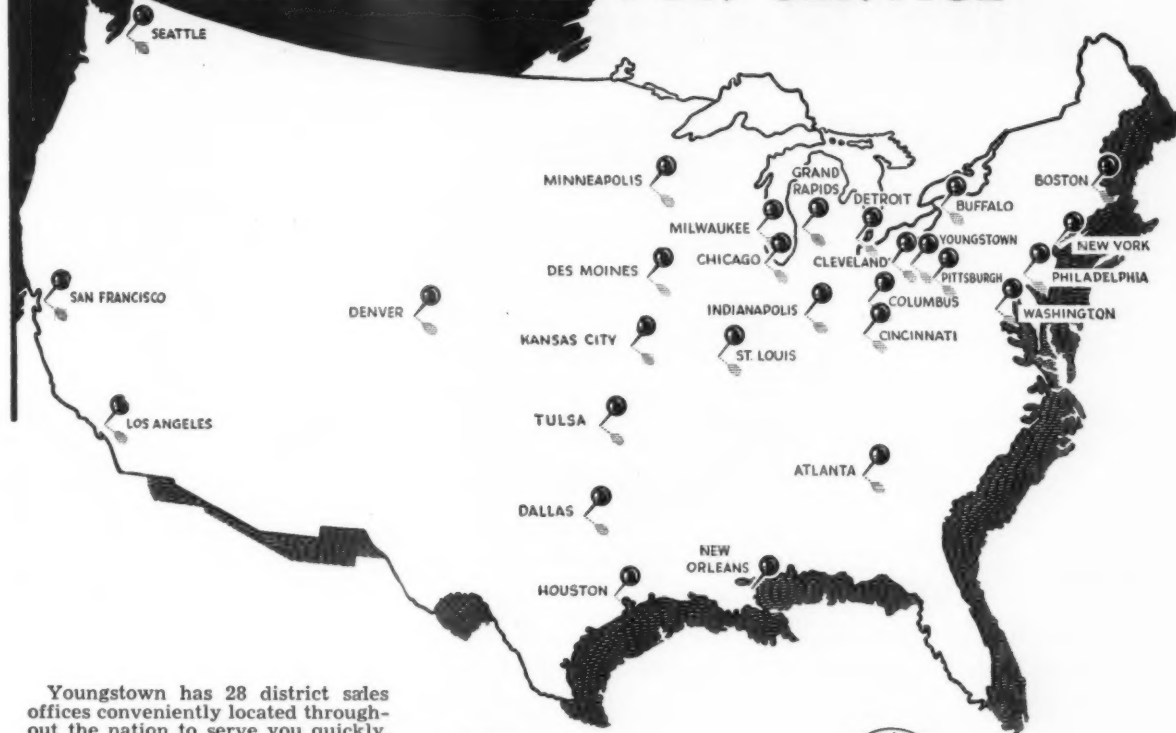 SEATTLE
MINNEAPOLIS
GRAND
RAPIDS
DETROIT
BUFFALO
BOSTON
MILWAUKEE
CHICAGO
CLEVELAND
YOUNGSTOWN
NEW YORK
PITTSBURGH
PHILADELPHIA
DES MOINES
SAN FRANCISCO
DENVER
INDIANAPOLIS
COLUMBUS
WASHINGTON
KANSAS CITY
ST. LOUIS
CINCINNATI
LOS ANGELES
TULSA
ATLANTA
DALLAS
NEW
ORLEANS
HOUSTON
Youngstown has 28 district sales
offices conveniently located through-
out the nation to serve you quickly,